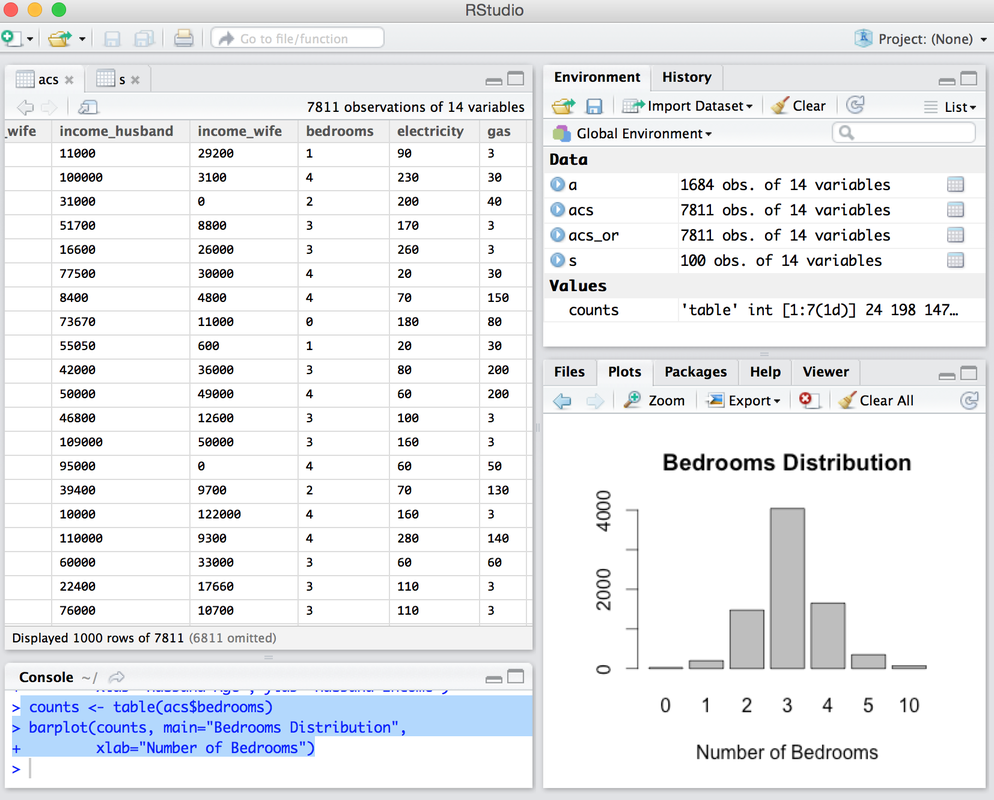 RStudio
Go to file/function
Project: (None)
acs
s
7811 observations of 14 variables
_wife income_husband income_wife bedrooms electricity gas
11000 29200 1 90 3
100000 3100 4 230 30
31000 0 2 200 40
51700 8800 3 170 3
16600 26000 3 260 3
77500 30000 4 20 30
8400 4800 4 70 150
73670 11000 0 180 80
55050 600 1 20 30
42000 36000 3 80 200
50000 49000 4 60 200
46800 12600 3 100 3
109000 50000 3 160 3
95000 0 4 60 50
39400 9700 2 70 130
10000 122000 4 160 3
110000 9300 4 280 140
60000 33000 3 60 60
22400 17660 3 110 3
76000 10700 3 110 3
Displayed 1000 rows of 7811 (6811 omitted)
Console ~/
> counts <- table(acs$bedrooms)
> barplot(counts, main="Bedrooms Distribution",
+ xlab="Number of Bedrooms")
>
Environment History
Import Dataset Clear List
Global Environment
Data
a 1684 obs. of 14 variables
acs 7811 obs. of 14 variables
acs_or 7811 obs. of 14 variables
s 100 obs. of 14 variables
Values
counts 'table' int [1:7(1d)] 24 198 147…
Files Plots Packages Help Viewer
Zoom Export Clear All
Bedrooms Distribution
4000
2000
0
0 1 2 3 4 5 10
Number of Bedrooms